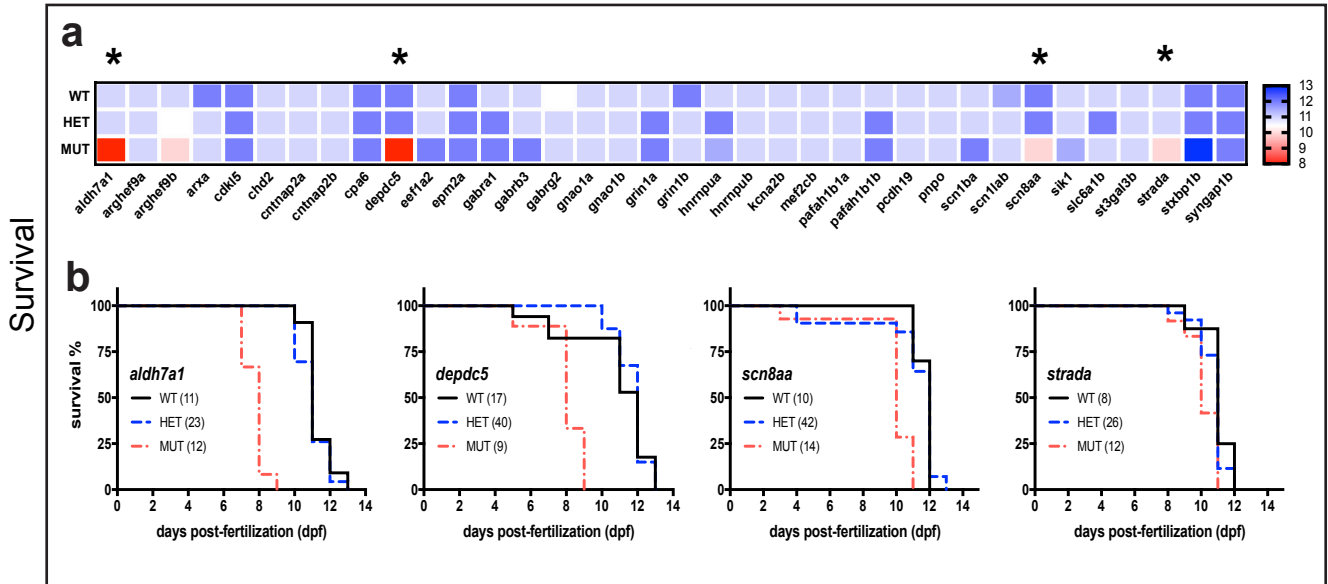 Survival
a
* * * *
WT
HET
MUT
13
12
11
10
9
8
aldh7a1 arghef9a arghef9b arxa cdkl5 chd2 cntnap2a cntnap2b cpa6 depdc5 eef1a2 epm2a gabra1 gabrb3 gabrg2 gnao1a gnao1b grin1a grin1b hnrnpua hnrnpub kcna2b mef2cb pafah1b1a pafah1b1b pcdh19 pnpo scn1ba scn1lab scn8aa sik1 slc6a1b st3gal3b strada stxbp1b syngap1b
b
survival %
100
75
50
25
0
aldh7a1
WT (11)
HET (23)
MUT (12)
0 2 4 6 8 10 12 14
days post-fertilization (dpf)
100
75
50
25
0
depdc5
WT (17)
HET (40)
MUT (9)
0 2 4 6 8 10 12 14
days post-fertilization (dpf)
100
75
50
25
0
scn8aa
WT (10)
HET (42)
MUT (14)
0 2 4 6 8 10 12 14
days post-fertilization (dpf)
100
75
50
25
0
strada
WT (8)
HET (26)
MUT (12)
0 2 4 6 8 10 12 14
days post-fertilization (dpf)